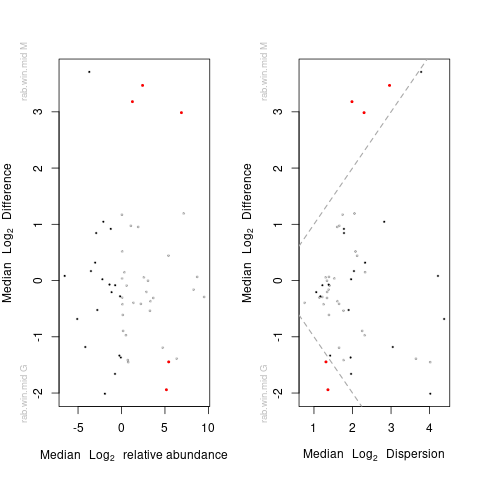 rab.win.mid M
rab.win.mid G
Median Log2 Difference
3
2
1
0
-1
-2
-5 0 5 10
Median Log2 relative abundance
rab.win.mid M
rab.win.mid G
Median Log2 Difference
3
2
1
0
-1
-2
1 2 3 4
Median Log2 Dispersion